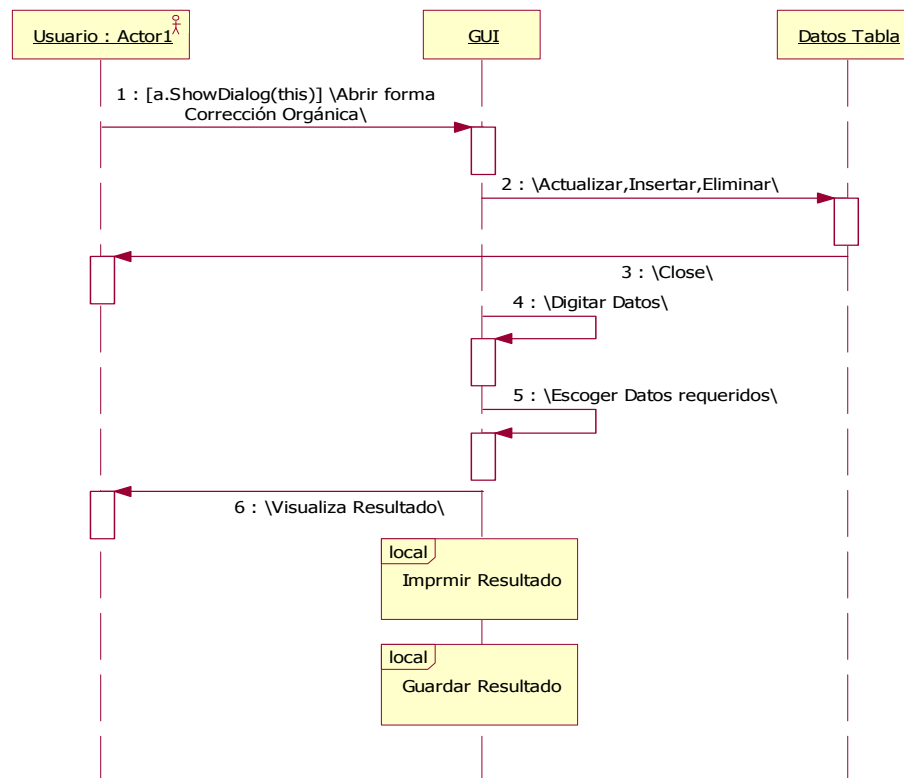 Usuario : Actor1
GUI
Datos Tabla
1 : [a.ShowDialog(this)] \Abrir forma
Corrección Orgánica\
2 : \Actualizar,Insertar,Eliminar\
3 : \Close\
4 : \Digitar Datos\
5 : \Escoger Datos requeridos\
6 : \Visualiza Resultado\
local
Imprmir Resultado
local
Guardar Resultado